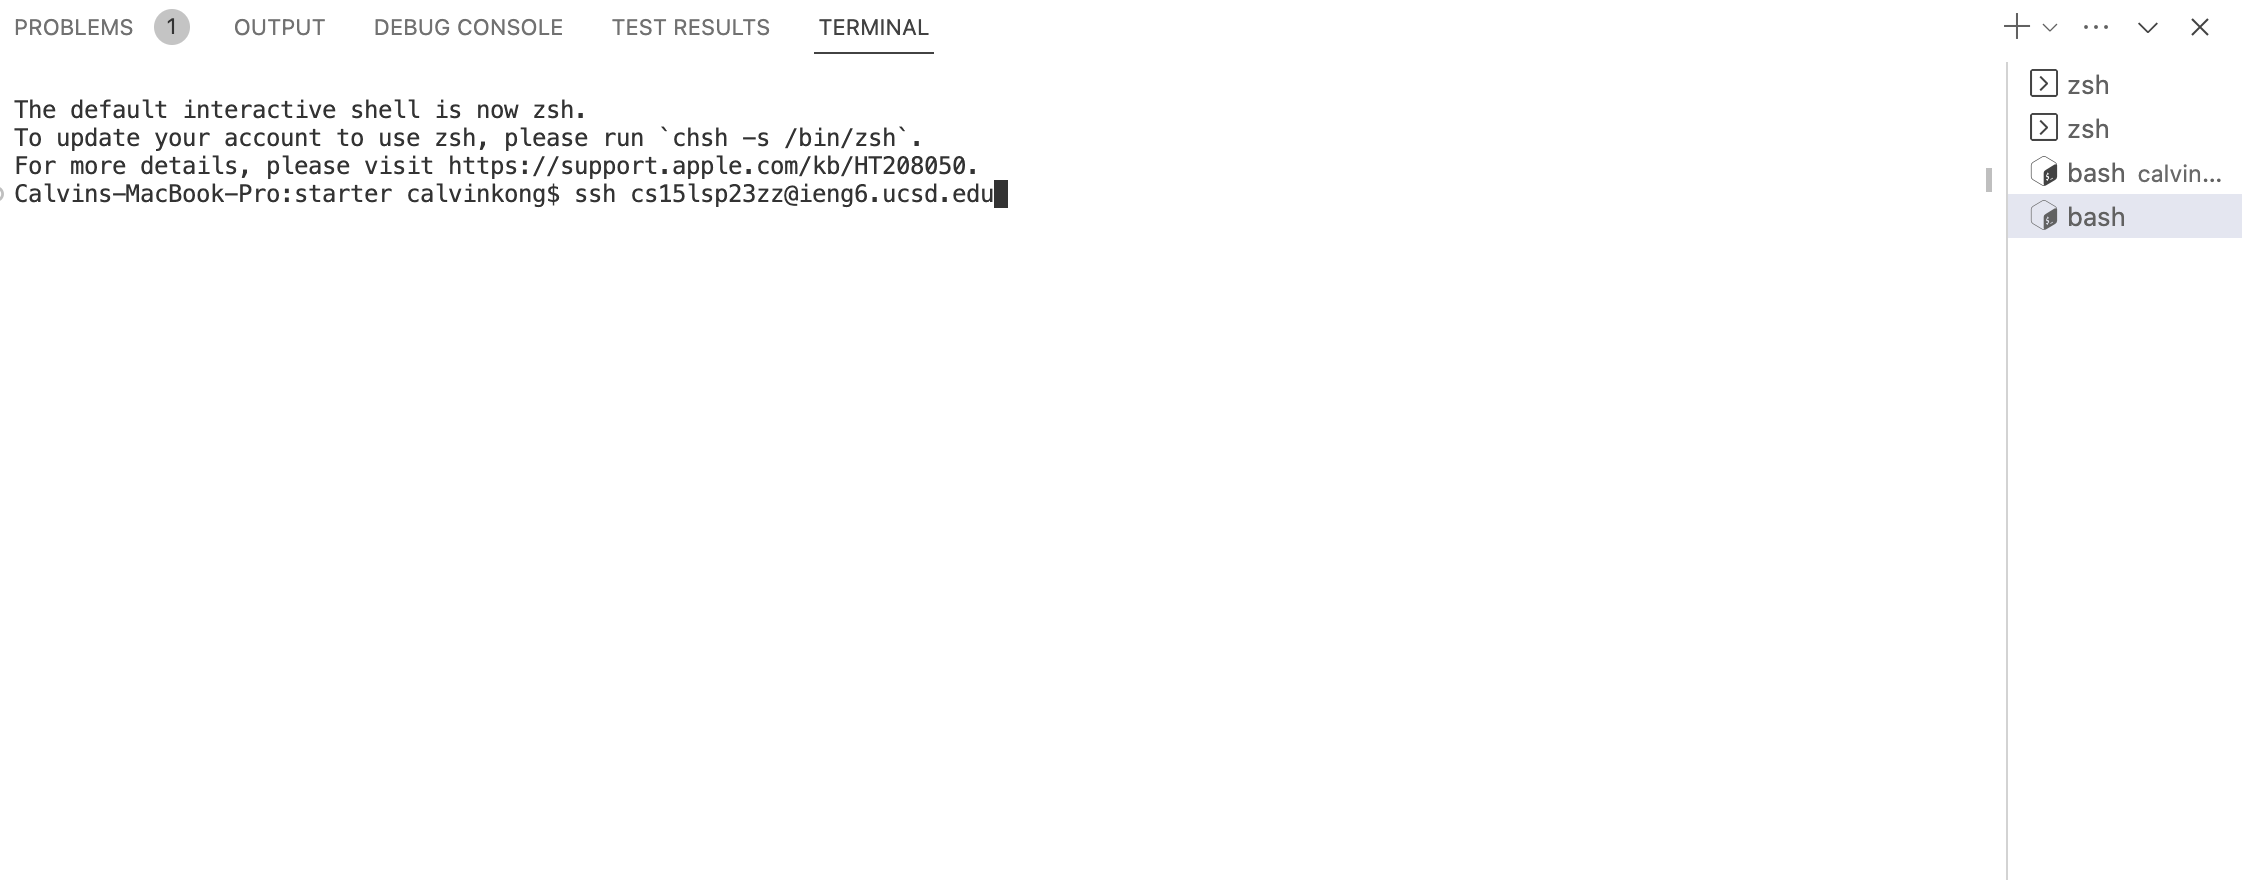 PROBLEMS 1 OUTPUT DEBUG CONSOLE TEST RESULTS TERMINAL
The default interactive shell is now zsh.
To update your account to use zsh, please run `chsh -s /bin/zsh`.
For more details, please visit https://support.apple.com/kb/HT208050.
Calvins-MacBook-Pro:starter calvinkong$ ssh cs15lsp23zz@ieng6.ucsd.edu
zsh
zsh
bash calvin...
bash